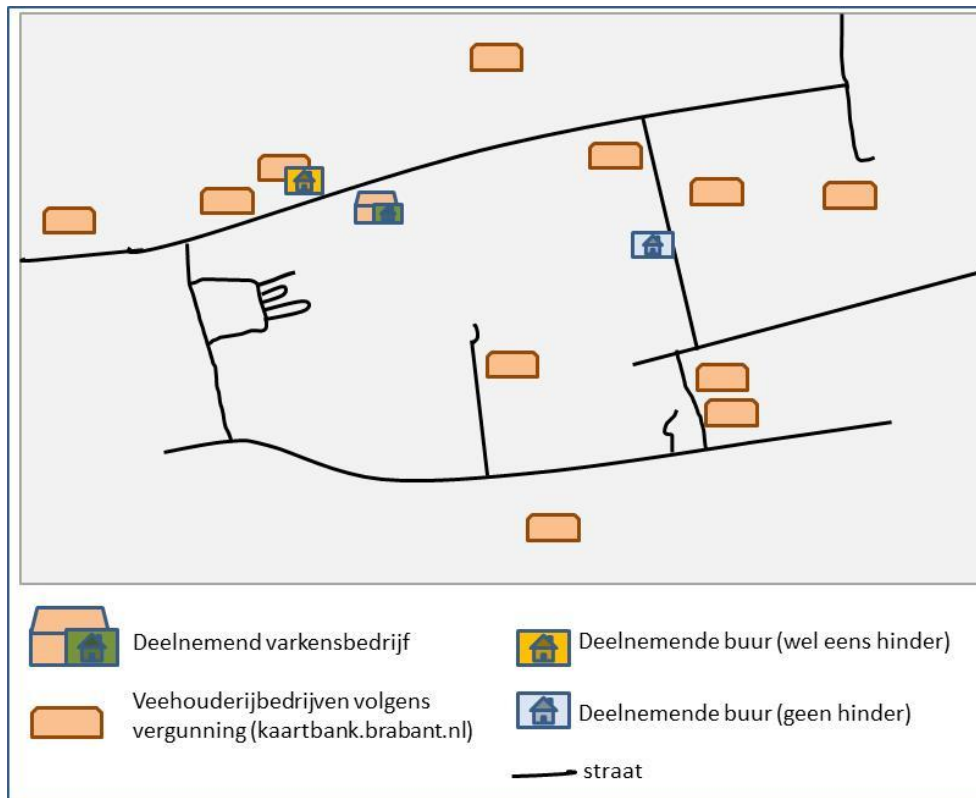 Deelnemend varkensbedrijf
Veehouderijbedrijven volgens
vergunning (kaartbank.brabant.nl)
Deelnemende buur (wel eens hinder)
Deelnemende buur (geen hinder)
straat